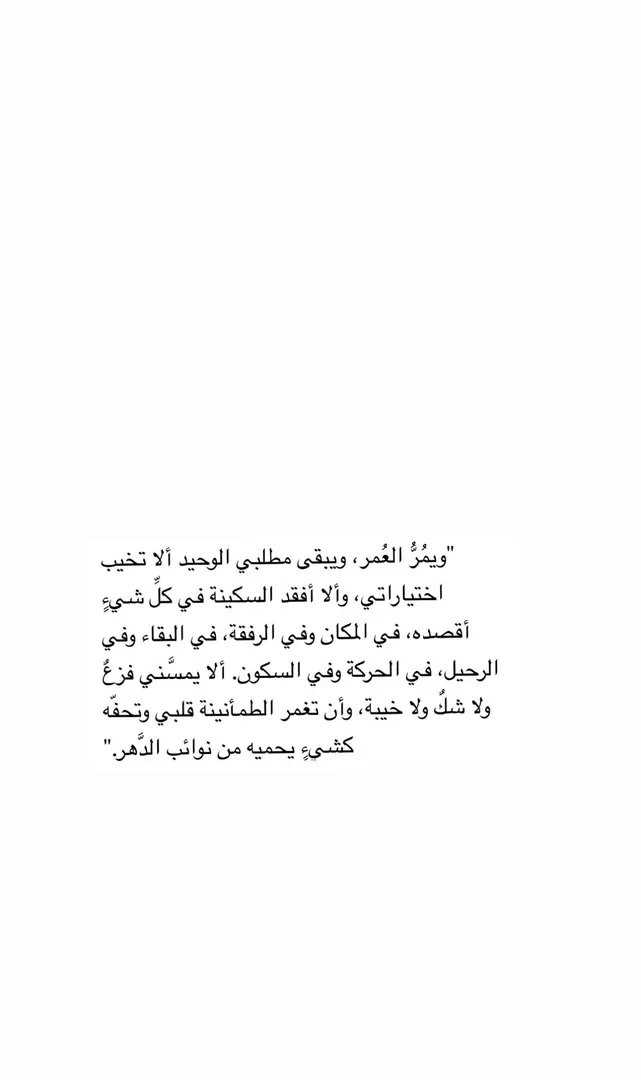 "ويمُرُّ العُمر، ويبقى مطلبي الوحيد ألا تخيب
اختياراتي، وألا أفقد السكينة في كلِّ شيءٍ
أقصده، في المكان وفي الرفقة، في البقاء وفي
الرحيل، في الحركة وفي السكون. ألا يمسَّني فزعٌ
ولا شكٌ ولا خيبة، وأن تغمر الطمأنينة قلبي وتحفّه
كشيءٍ يحميه من نوائب الدَّهر."